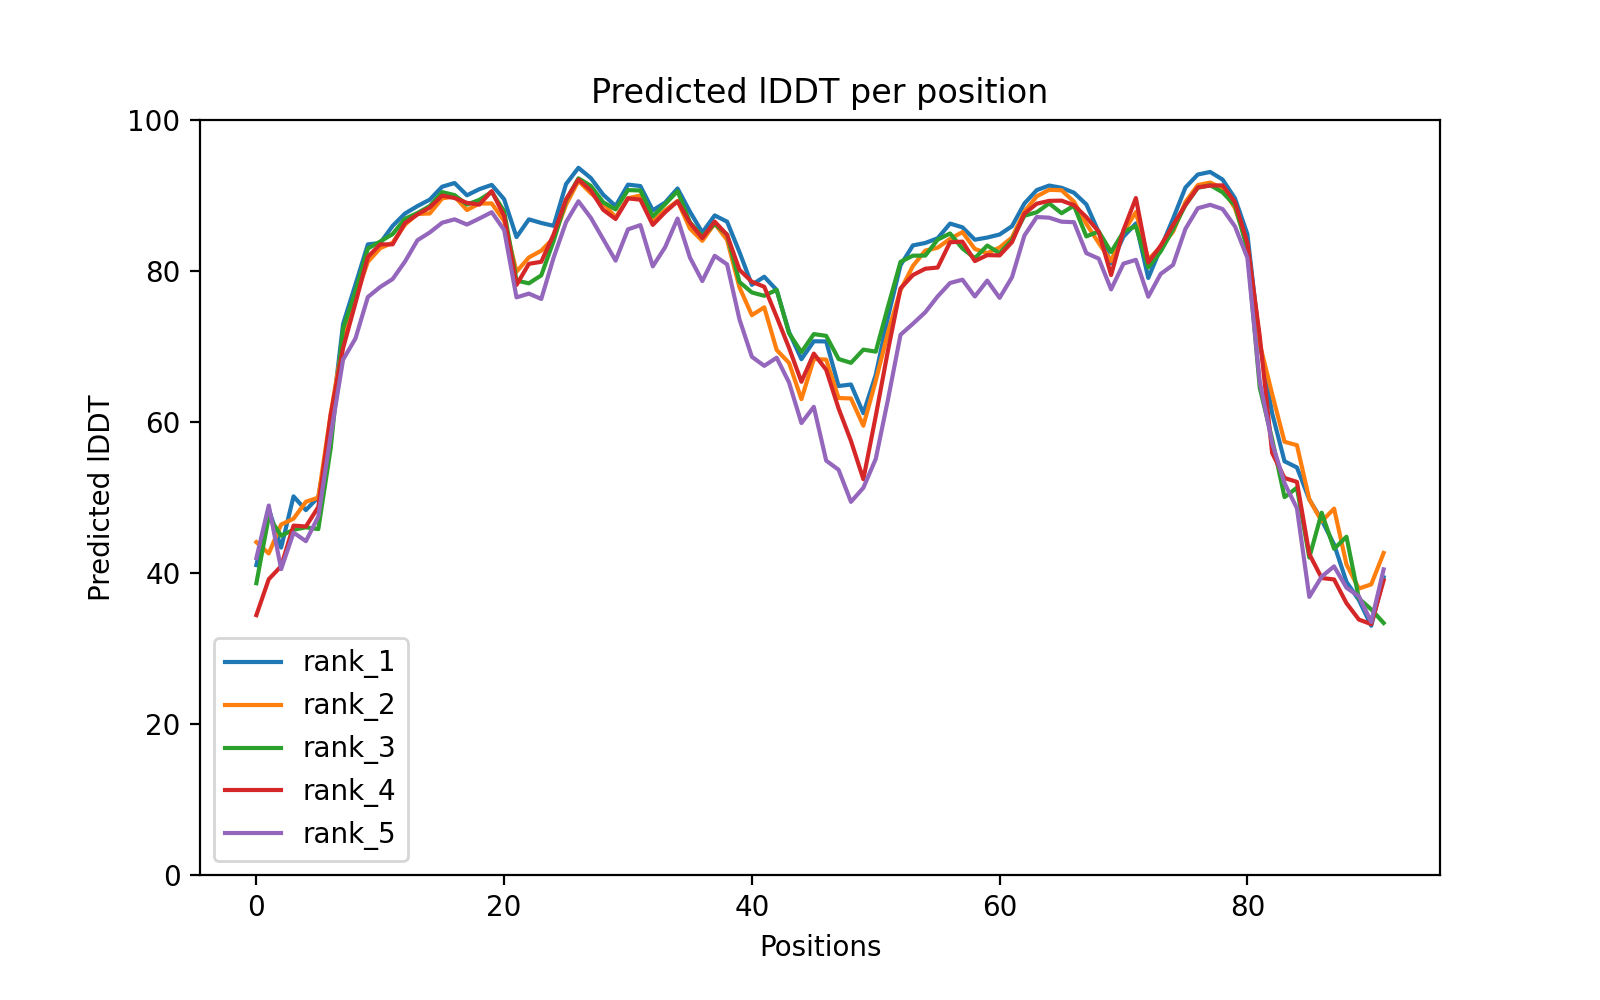 Predicted lDDT per position
100
80
60
40
20
0
Predicted lDDT
rank_1
rank_2
rank_3
rank_4
rank_5
0 20 40 60 80
Positions